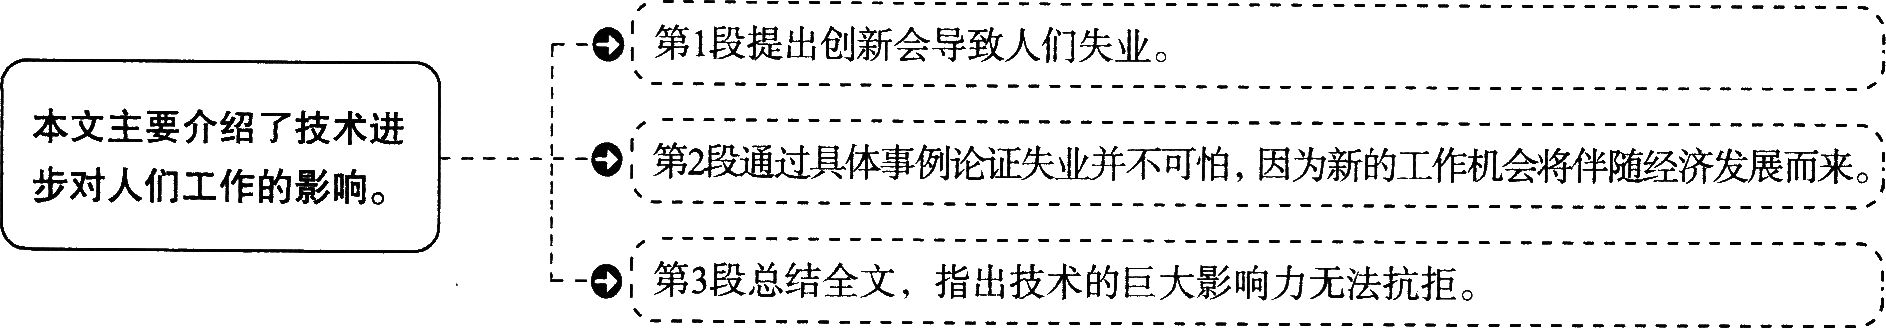 本文主要介绍了技术进
步对人们工作的影响。
第1段提出创新会导致人们失业。
第2段通过具体事例论证失业并不可怕，因为新的工作机会将伴随经济发展而来。
第3段总结全文，指出技术的巨大影响力无法抗拒。